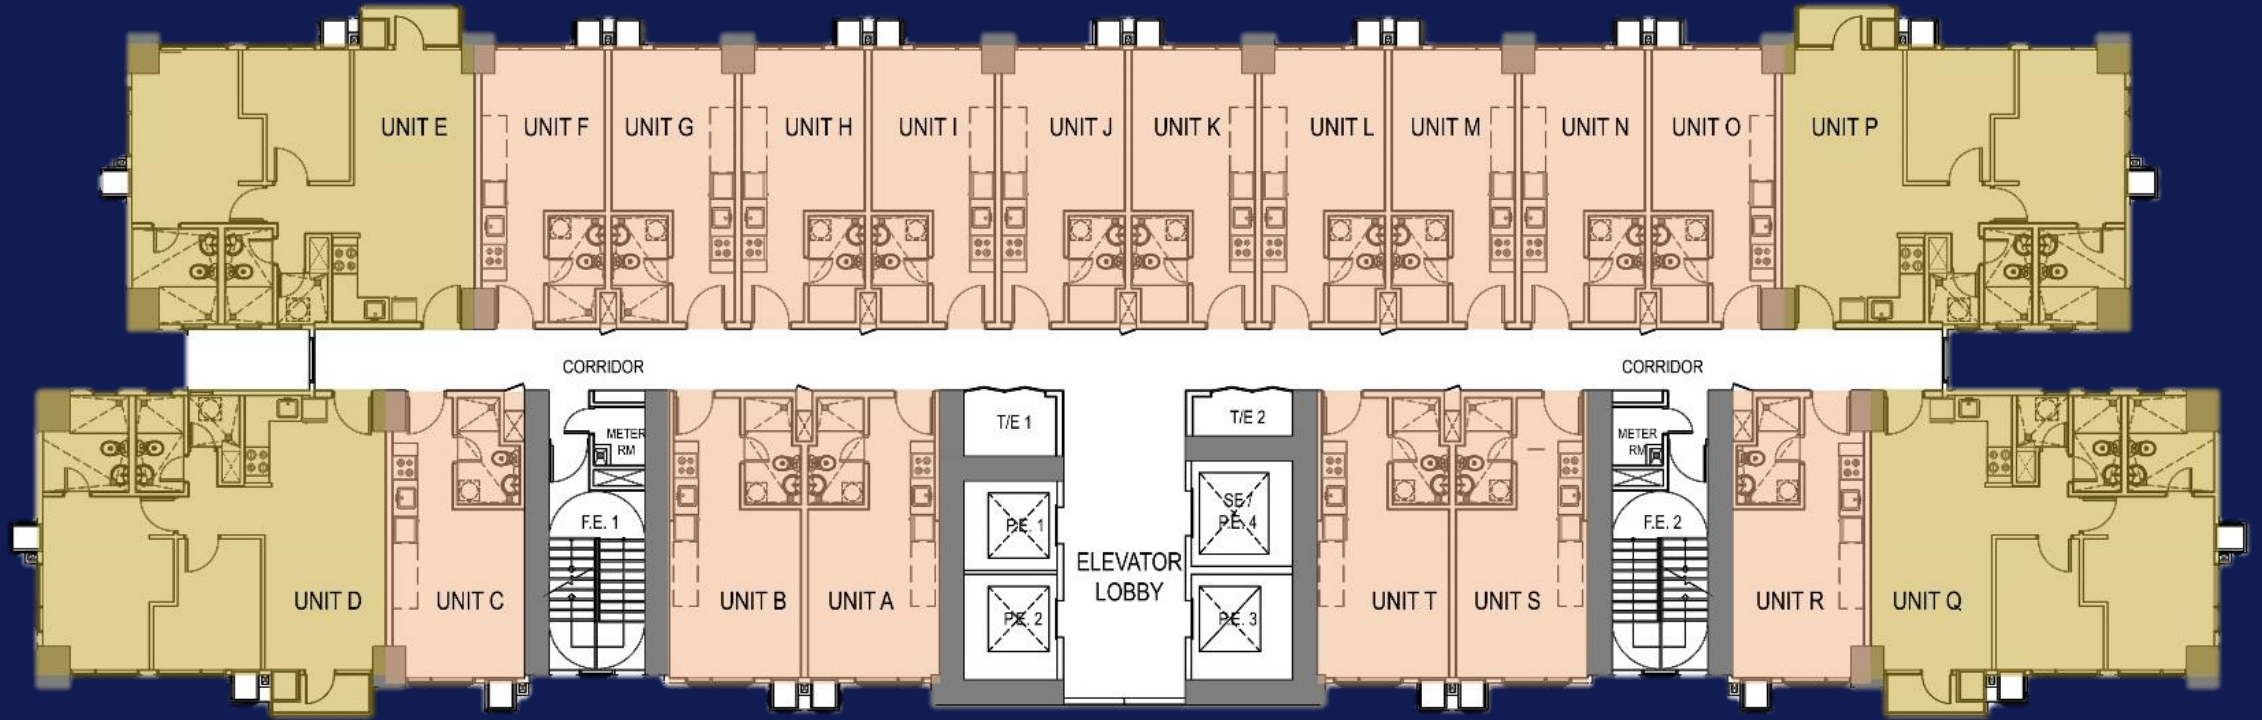 UNIT E
UNIT F
UNIT G
UNIT H
UNIT I
UNIT J
UNIT K
UNIT L
UNIT M
UNIT N
UNIT O
UNIT P
CORRIDOR
CORRIDOR
T/E 1
T/E 2
METER
RM
METER
RM
F.E. 1
P.E. 1
SE /
P.E. 4
F.E. 2
ELEVATOR
LOBBY
UNIT D
UNIT C
UNIT B
UNIT A
P.E. 2
P.E. 3
UNIT T
UNIT S
UNIT R
UNIT Q